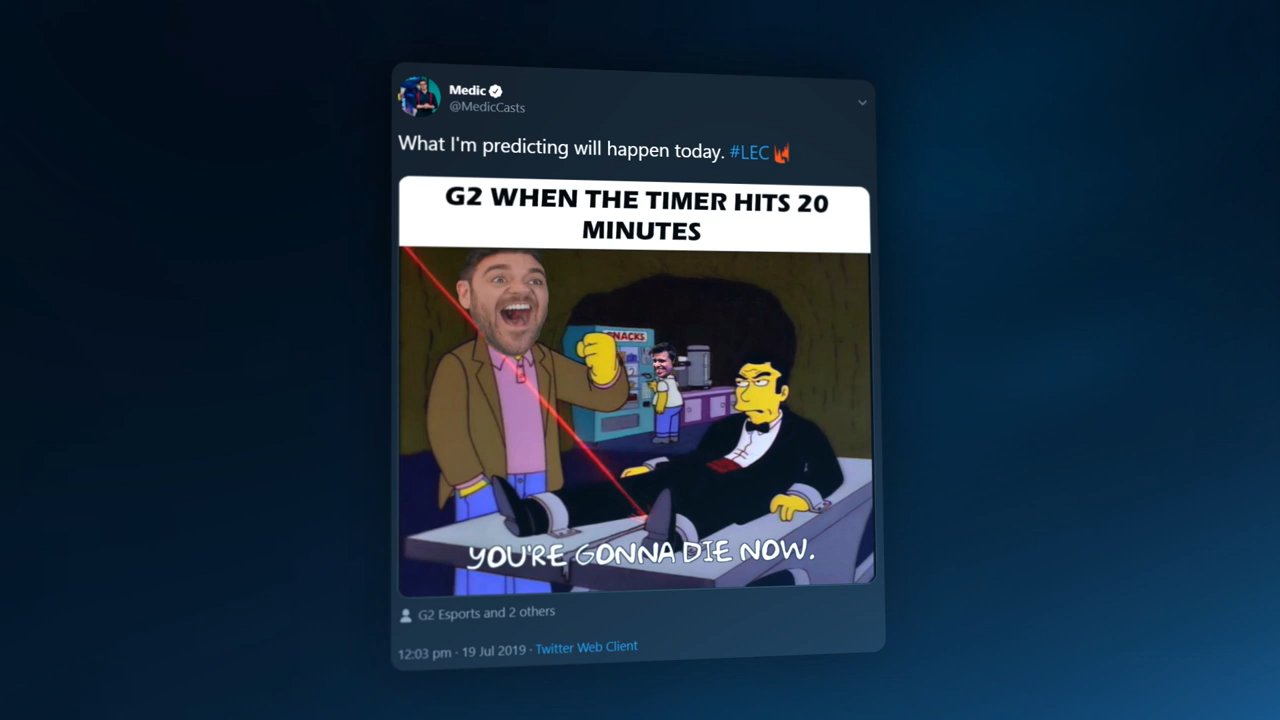 Medic
@MedicCasts
What I'm predicting will happen today. #LEC
G2 WHEN THE TIMER HITS 20
MINUTES
SNACKS
YOU'RE GONNA DIE NOW.
G2 Esports and 2 others
12:03 pm · 19 Jul 2019 · Twitter Web Client